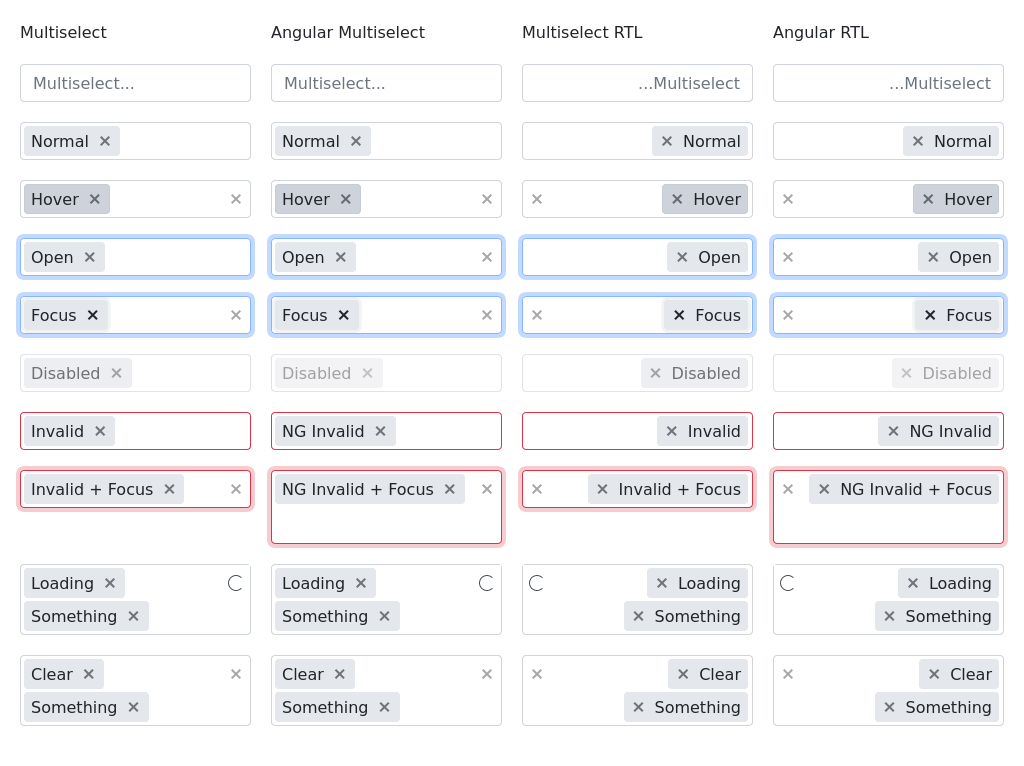 Multiselect Angular Multiselect Multiselect RTL Angular RTL
Multiselect... Multiselect... ...Multiselect ...Multiselect
Normal Normal Normal Normal
Hover Hover Hover Hover
Open Open Open Open
Focus Focus Focus Focus
Disabled Disabled Disabled Disabled
Invalid NG Invalid Invalid NG Invalid
Invalid + Focus NG Invalid + Focus Invalid + Focus NG Invalid + Focus
Loading Loading Loading Loading
Something Something Something Something
Clear Clear Clear Clear
Something Something Something Something